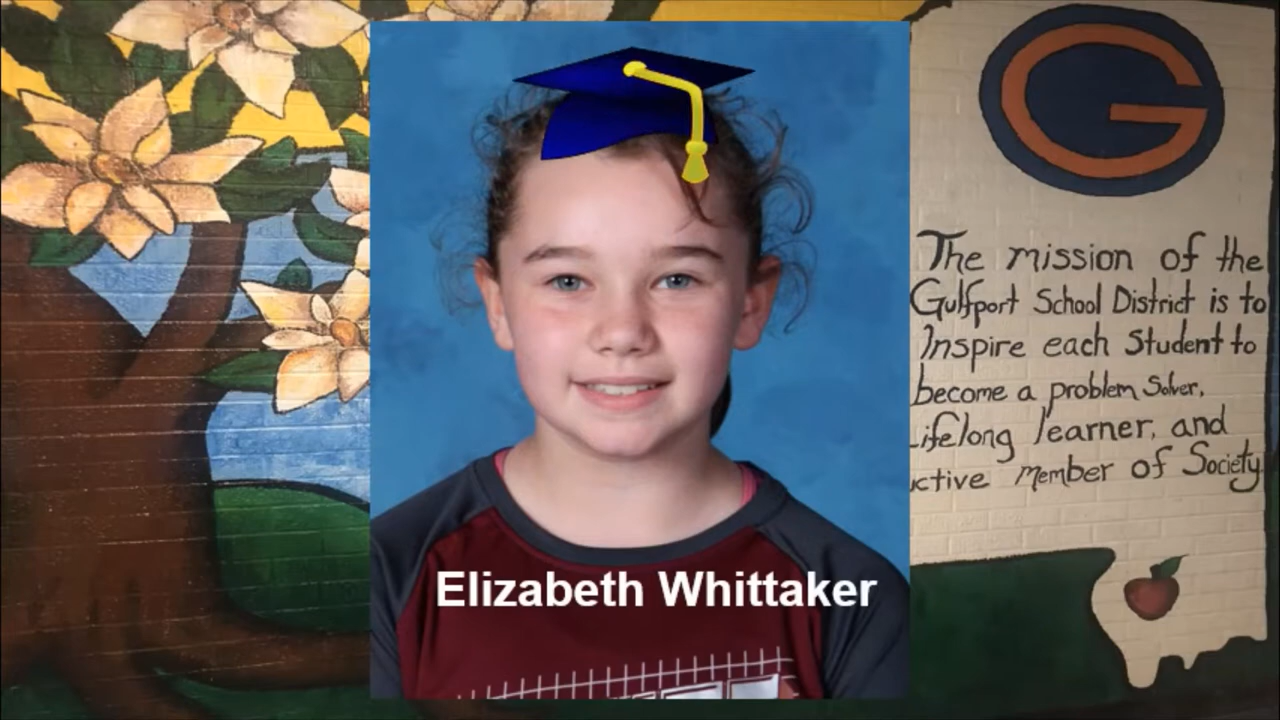 G
The mission of the
Gulfport School District is to
Inspire each Student to
become a problem Solver,
Lifelong learner, and
ctive member of Society
Elizabeth Whittaker